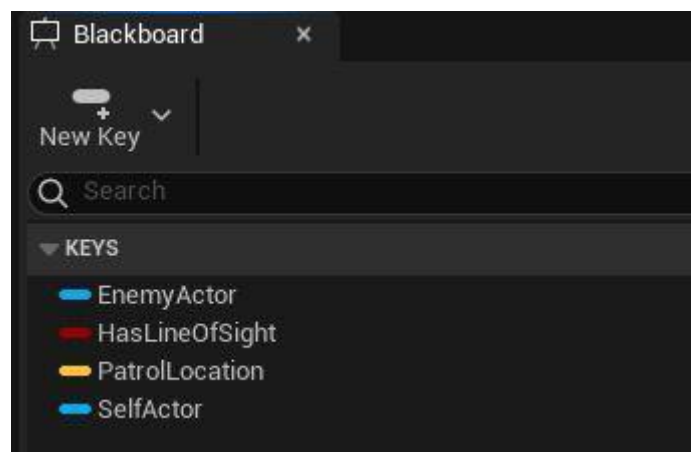 Blackboard
New Key
Search
KEYS
EnemyActor
HasLineOfSight
PatrolLocation
SelfActor